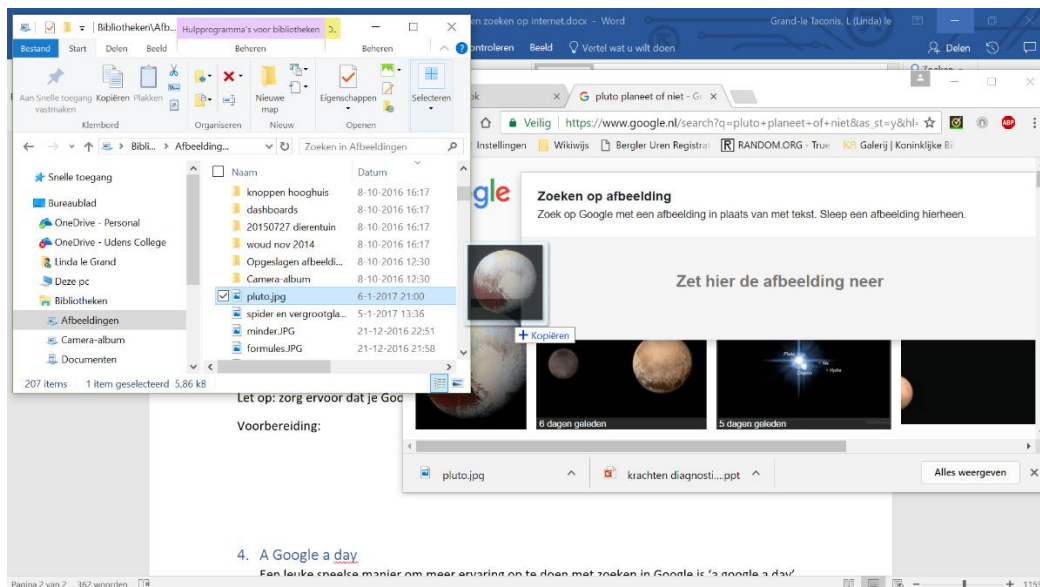 Bibliotheken\Afb...
Hulpprogramma's voor bibliotheken
Bestand Start Delen Beeld Beheren Beheren
Aan Snelle toegang vastmaken
Kopiëren Plakken
Nieuwe map
Eigenschappen
Selecteren
Klembord Organiseren Nieuw Openen
Bibli... > Afbeelding...
Zoeken in Afbeeldingen
Snelle toegang
Bureaublad
OneDrive - Personal
OneDrive - Udens College
Linda le Grand
Deze pc
Bibliotheken
Afbeeldingen
Camera-album
Documenten
Naam Datum
knoppen hooghuis 8-10-2016 16:17
dashboards 8-10-2016 16:17
20150727 dierentuin 8-10-2016 16:17
woud nov 2014 8-10-2016 16:17
Opgeslagen afbeeldi... 8-10-2016 12:30
Camera-album 8-10-2016 12:30
pluto.jpg 6-1-2017 21:00
spider en vergrootgla... 5-1-2017 13:36
minder.JPG 21-12-2016 22:51
formules.JPG 21-12-2016 21:58
207 items 1 item geselecteerd 5,86 kB
en zoeken op internet.docx - Word
Grand-le Taconis, L (Linda) le
ontroleren Beeld Vertel wat u wilt doen
Delen
pluto planeet of niet - Go
Veilig https://www.google.nl/search?q=pluto+planeet+of+niet&as_st=y&hl=
ABP
Instellingen Wikiwijs Bergler Uren Registrat RANDOM.ORG - True KB Galerij | Koninklijke Bi
gle
Zoeken op afbeelding
Zoek op Google met een afbeelding in plaats van met tekst. Sleep een afbeelding hierheen.
Zet hier de afbeelding neer
+ Kopiëren
Pluto
Charon
Hydra
6 dagen geleden
5 dagen geleden
pluto.jpg
krachten diagnosti....ppt
Alles weergeven
Let op: zorg ervoor dat je Goo
Voorbereiding:
4. A Google a day
Een leuke speelse manier om meer ervaring op te doen met zoeken in Google is ‘a google a day’.
Pagina 2 van 2 362 woorden